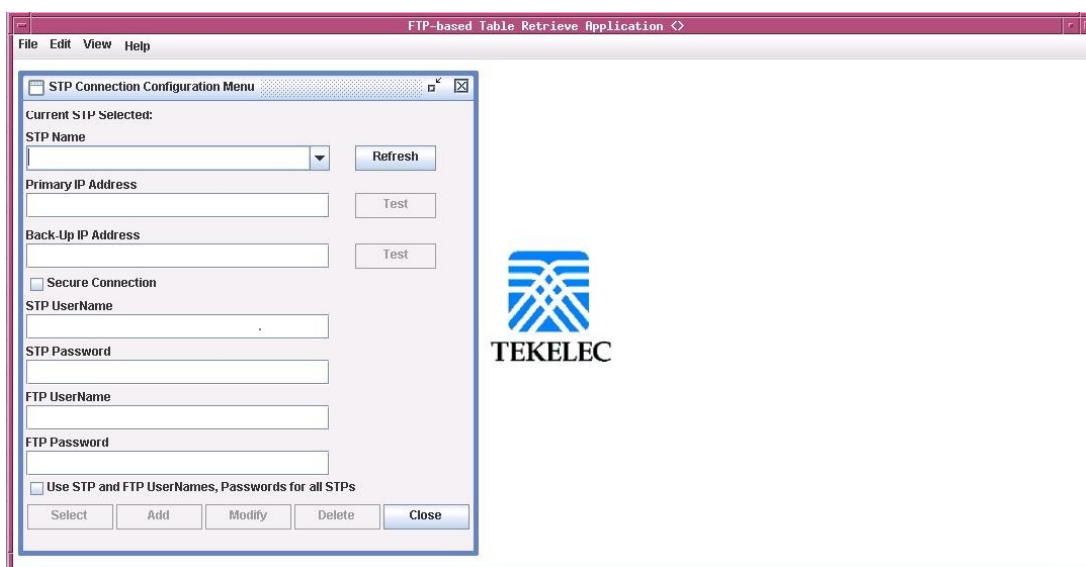 FTP-based Table Retrieve Application <>
File Edit View Help
STP Connection Configuration Menu
Current STP Selected:
STP Name
Refresh
Primary IP Address
Test
Back-Up IP Address
Test
Secure Connection
STP UserName
STP Password
FTP UserName
FTP Password
Use STP and FTP UserNames, Passwords for all STPs
Select Add Modify Delete Close
TEKELEC